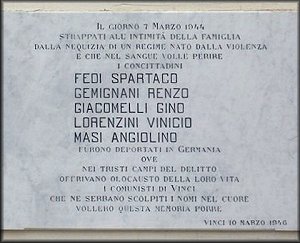 IL GIORNO 7 MARZO 1944
STRAPPATI ALL'INTIMITÀ DELLA FAMIGLIA
DALLA NEQUIZIA DI UN REGIME NATO DALLA VIOLENZA
E CHE NEL SANGUE VOLLE PERIRE
I CONCITTADINI
FEDI SPARTACO
GEMIGNANI RENZO
GIACOMELLI GINO
LORENZINI VINICIO
MASI ANGIOLINO
FURONO DEPORTATI IN GERMANIA
OVE
NEI TRISTI CAMPI DEL DELITTO
OFFRIVANO OLOCAUSTO DELLA LORO VITA
I COMUNISTI DI VINCI
CHE NE SERBANO SCOLPITI I NOMI NEL CUORE
VOLLERO QUESTA MEMORIA PORRE
VINCI 10 MARZO 1946